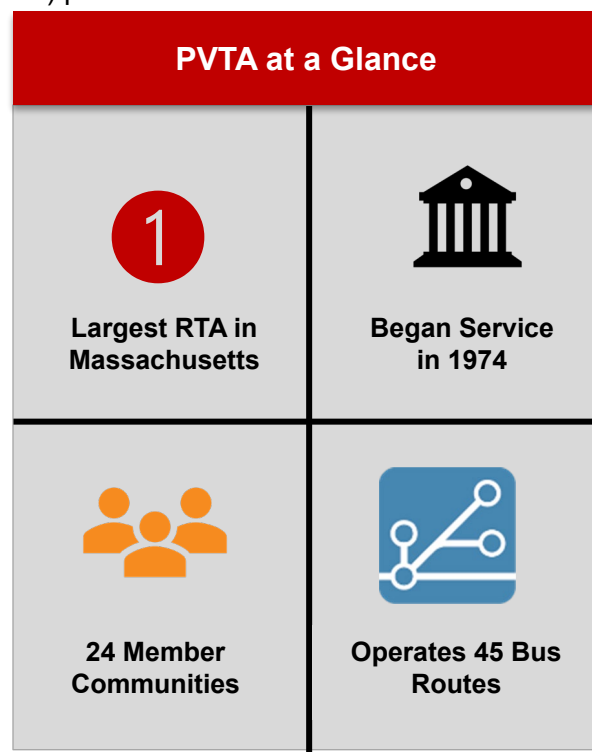 PVTA at a Glance
1
Largest RTA in
Massachusetts
Began Service
in 1974
24 Member
Communities
Operates 45 Bus
Routes